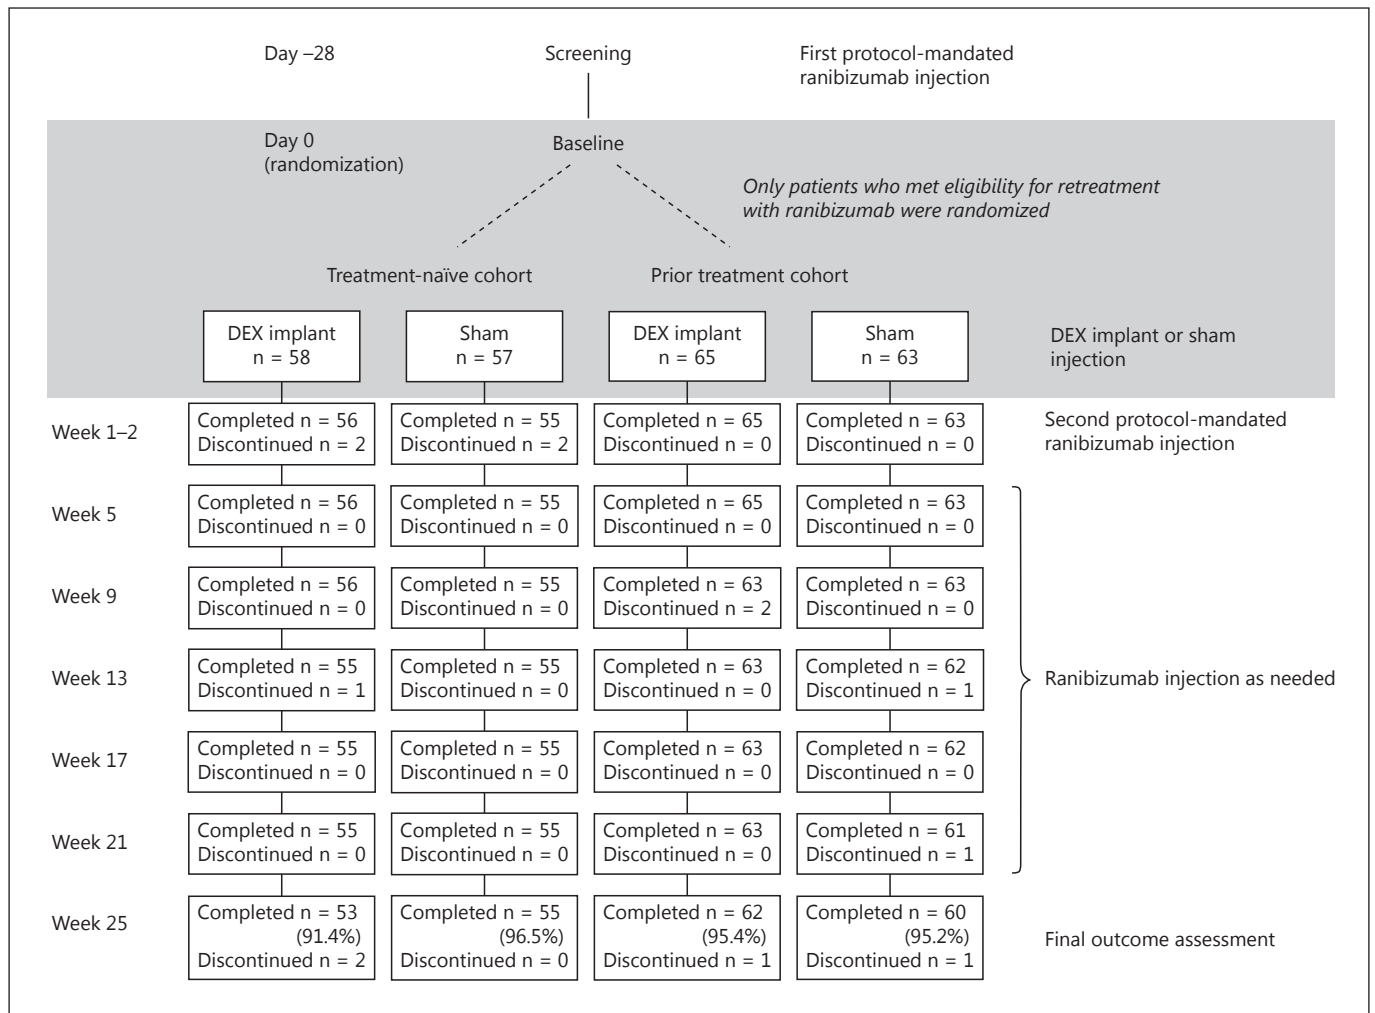 Day –28
Screening
First protocol-mandated
ranibizumab injection
Day 0
(randomization)
Baseline
Only patients who met eligibility for retreatment
with ranibizumab were randomized
Treatment-naïve cohort
Prior treatment cohort
DEX implant
n = 58
Sham
n = 57
DEX implant
n = 65
Sham
n = 63
DEX implant or sham
injection
Week 1–2
Completed n = 56
Discontinued n = 2
Completed n = 55
Discontinued n = 2
Completed n = 65
Discontinued n = 0
Completed n = 63
Discontinued n = 0
Second protocol-mandated
ranibizumab injection
Week 5
Completed n = 56
Discontinued n = 0
Completed n = 55
Discontinued n = 0
Completed n = 65
Discontinued n = 0
Completed n = 63
Discontinued n = 0
Week 9
Completed n = 56
Discontinued n = 0
Completed n = 55
Discontinued n = 0
Completed n = 63
Discontinued n = 2
Completed n = 63
Discontinued n = 0
Week 13
Completed n = 55
Discontinued n = 1
Completed n = 55
Discontinued n = 0
Completed n = 63
Discontinued n = 0
Completed n = 62
Discontinued n = 1
Ranibizumab injection as needed
Week 17
Completed n = 55
Discontinued n = 0
Completed n = 55
Discontinued n = 0
Completed n = 63
Discontinued n = 0
Completed n = 62
Discontinued n = 0
Week 21
Completed n = 55
Discontinued n = 0
Completed n = 55
Discontinued n = 0
Completed n = 63
Discontinued n = 0
Completed n = 61
Discontinued n = 1
Week 25
Completed n = 53
(91.4%)
Discontinued n = 2
Completed n = 55
(96.5%)
Discontinued n = 0
Completed n = 62
(95.4%)
Discontinued n = 1
Completed n = 60
(95.2%)
Discontinued n = 1
Final outcome assessment